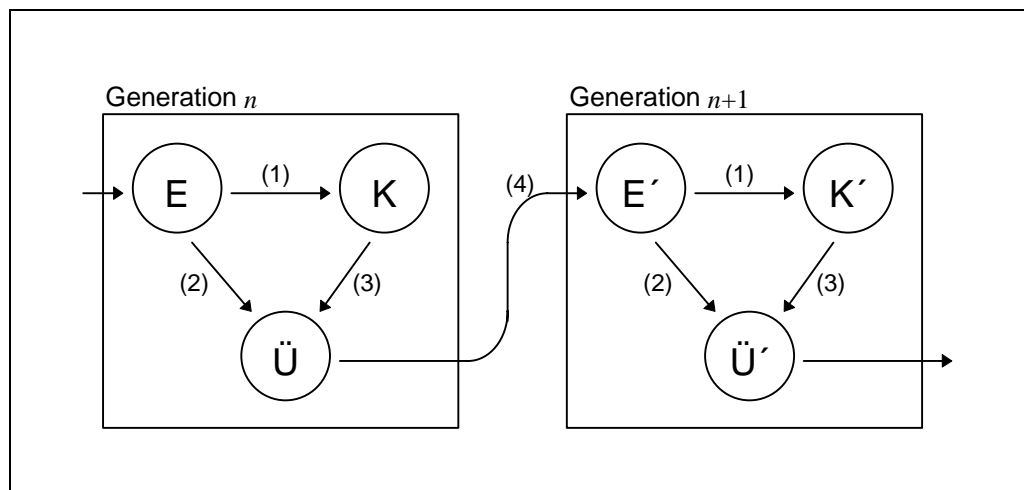 Generation n
Generation n+1
E (1) K (4) E´ (1) K´
(2) (3) (2) (3)
Ü Ü´